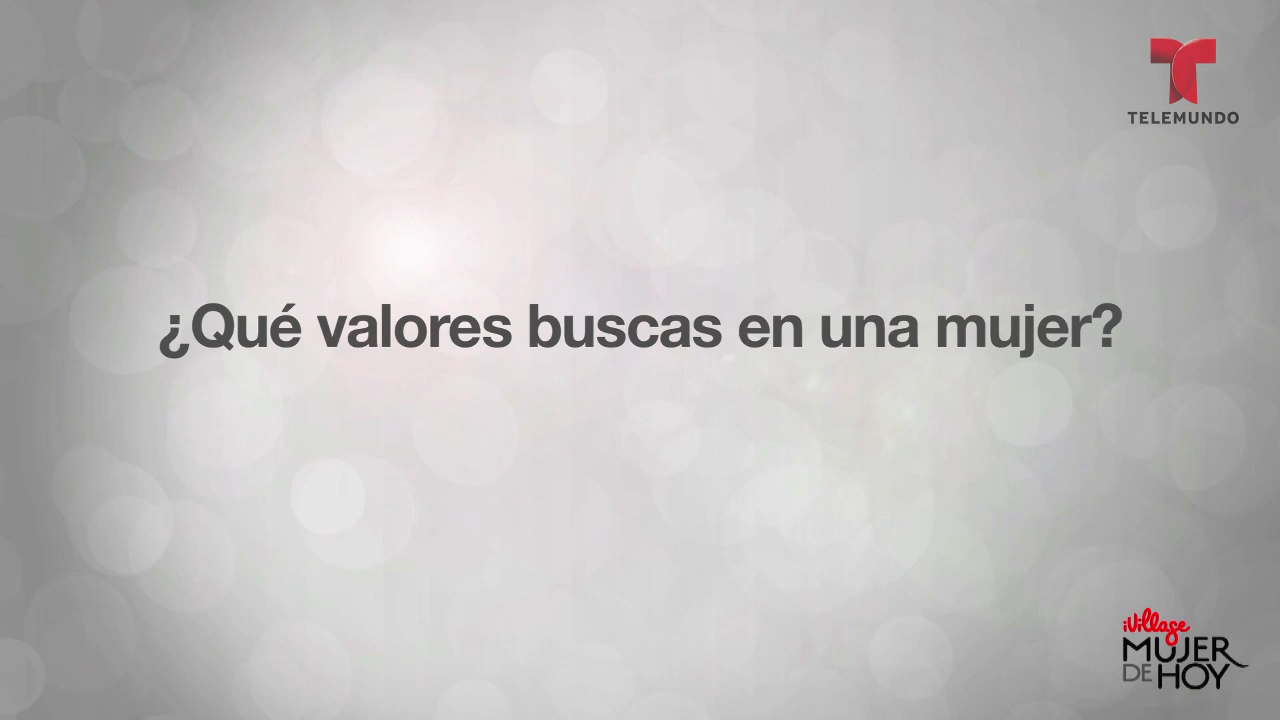 TELEMUNDO
¿Qué valores buscas en una mujer?
iVillage
MUJER
DE HOY